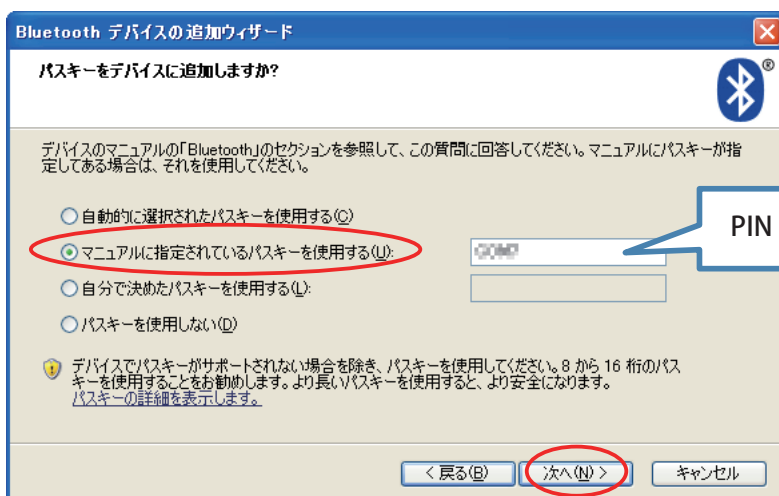 Bluetooth デバイスの追加ウィザード
パスキーをデバイスに追加しますか?
®
デバイスのマニュアルの「Bluetooth」のセクションを参照して、この質問に回答してください。マニュアルにパスキーが指
定してある場合は、それを使用してください。
自動的に選択されたパスキーを使用する(C)
マニュアルに指定されているパスキーを使用する(U):
PIN
自分で決めたパスキーを使用する(L):
パスキーを使用しない(D)
デバイスでパスキーがサポートされない場合を除き、パスキーを使用してください。8 から 16 桁のパス
キーを使用することをお勧めします。より長いパスキーを使用すると、より安全になります。
パスキーの詳細を表示します。
< 戻る(B)
次へ(N) >
キャンセル